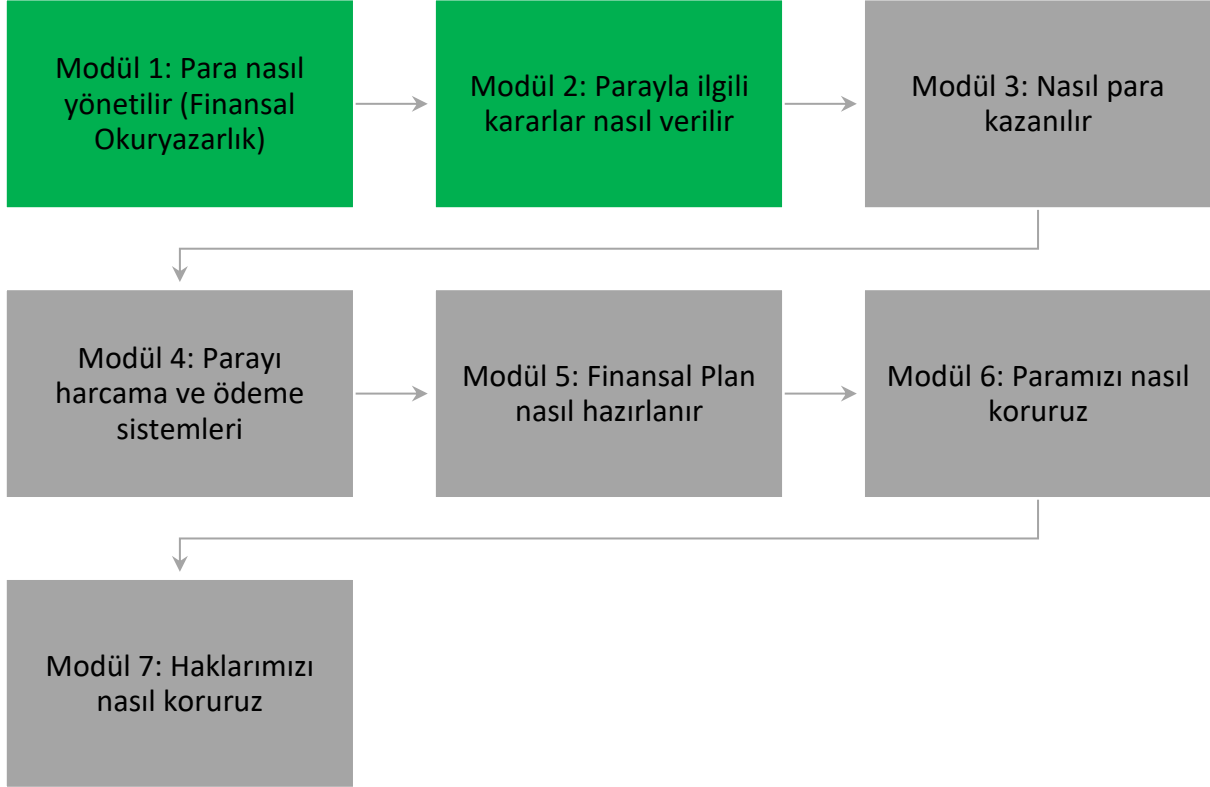 Modül 1: Para nasıl
yönetilir (Finansal
Okuryazarlık)
Modül 2: Parayla ilgili
kararlar nasıl verilir
Modül 3: Nasıl para
kazanılır
Modül 4: Parayı
harcama ve ödeme
sistemleri
Modül 5: Finansal Plan
nasıl hazırlanır
Modül 6: Paramızı nasıl
koruruz
Modül 7: Haklarımızı
nasıl koruruz